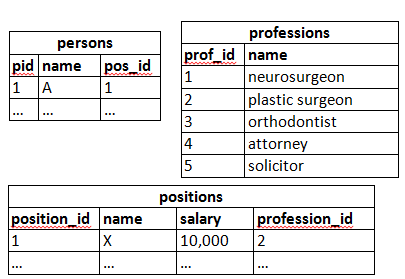 persons
pid name pos_id
1 A 1
... ... ...
professions
prof_id name
1 neurosurgeon
2 plastic surgeon
3 orthodontist
4 attorney
5 solicitor
positions
position_id name salary profession_id
1 X 10,000 2
... ... ... ...